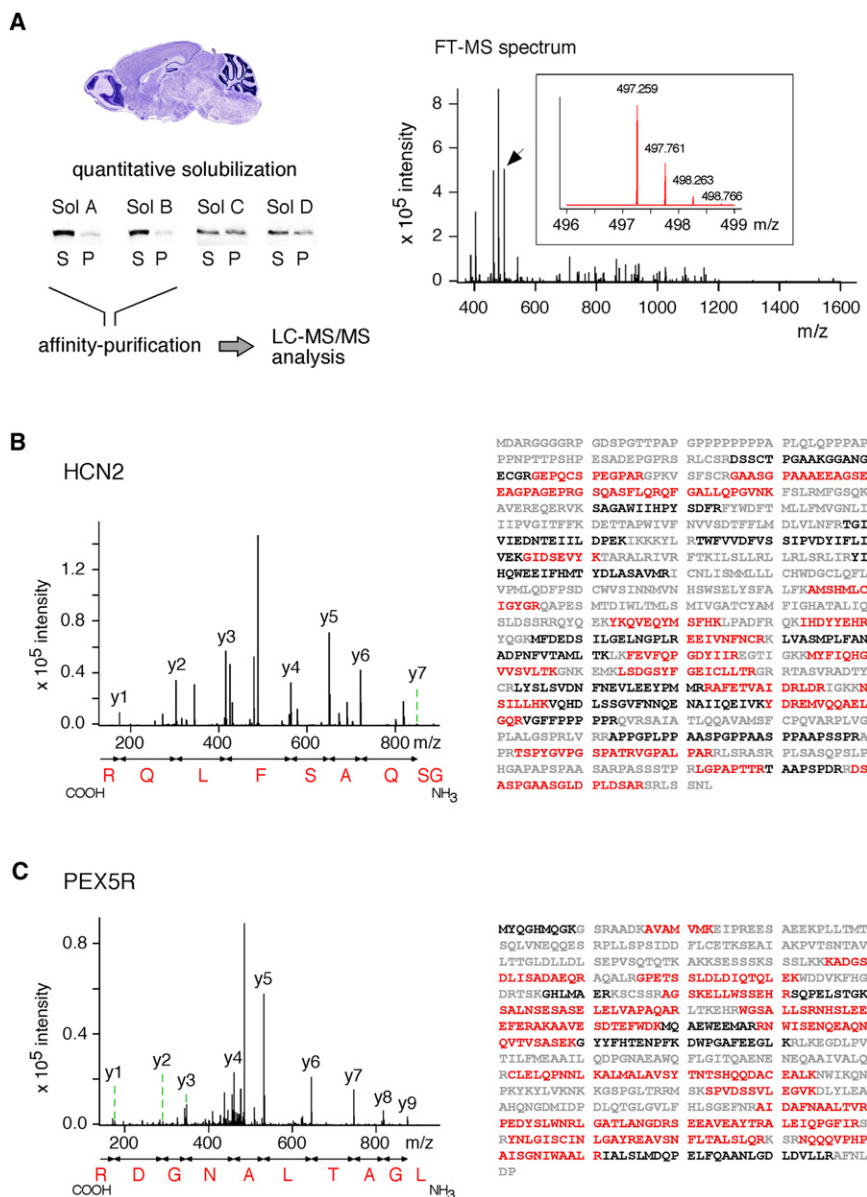 A
FT-MS spectrum
quantitative solubilization
Sol A Sol B Sol C Sol D
S P S P S P S P
affinity-purification
LC-MS/MS
analysis
x 10⁵ intensity
8
6
4
2
0
400 600 800 1000 1200 1400 1600
m/z
497.259
497.761
498.263
498.766
496 497 498 499 m/z
B
HCN2
x 10⁵ intensity
1.2
0.8
0.4
0.0
y1 y2 y3 y4 y5 y6 y7
200 400 600 800 m/z
R Q L F S A Q SG
COOH NH₃
MDARGGGGRP GDSPGTTPAP GPPPPPPPPA PLQLQPPPAP
PPNPTTPSHP ESADEPGPRS RLCSRDSSCT PGAAKGGANG
ECGRGEPQCS PEGPARGPKV SFSCRGAASG PAAAEEAGSE
EAGPAGEPRG SQASFLQRQF GALLQPGVNK FSLRMFGSQK
AVEREQERVK SAGAWIIHPY SDFRFYWDFT MLLFMVGNLI
IIPVGITFFK DETTAPWIVF NVVSDTFFLM DLVLNFRTGI
VIEDNTEIIL DPEKIKKKYL RTWFVVDFVS SIPVDYIFLI
VEKGIDSEVY KTARALRIVR FTKILSLLRL LRLSRLIRYI
HQWEEIFHMT YDLASAVMRI CNLISMMLLL CHWDGCLQFL
VPMLQDFPSD CWVSINNMVN HSWSELYSFA LFKAMSHMLC
IGYGRQAPES MTDIWLTMLS MIVGATCYAM FIGHATALIQ
SLDSSRRQYQ EKYKQVEQYM SFHKLPADFR QKIHDYYEHR
YQGKMFDEDS ILGELNGPLR EEIVNFNCRK LVASMPLFAN
ADPNFVTAML TKLKFEVFQP GDYIIREGTI GKKMYFIQHG
VVSVLTKGNK EMKLSDGSYF GEICLLTRGR RTASVRADTY
CRLYSLSVDN FNEVLEEYPM MRRAFETVAI DRLDRIGKKN
SILLHKVQHD LSSGVFNNQE NAIIQEIVKY DREMVQQAEL
GQRVGFFPPP PPPQRVSAIA TLQQAVAMSF CPQVARPLVG
PLALGSPRLV RRAPPGPLPP AASPGPPAAS PPAAPSSPRA
PRTSPYGVPG SPATRVGPAL PARRLSRASR PLSASQPSLP
HGAPAPSPAA SARPASSSTP RLGPAPTTRT AAPSPDRRDS
ASPGAASGLD PLDSARSRLS SNL
C
PEX5R
x 10⁵ intensity
0.8
0.4
0.0
y1 y2 y3 y4 y5 y6 y7 y8 y9
200 400 600 800 m/z
R D G N A L T A G L
COOH NH₃
MYQGHMQGKG SRAADKAVAM VMKEIPREES AEEKPLLTMT
SQLVNEQQES RPLLSPSIDD FLCETKSEAI AKPVTSNTAV
LTTGLDLLDL SEPVSQTQTK AKKSESSSKS SSLKKKADGS
DLISADAEQR AQALRGPETS SLDLDIQTQL EKWDDVKFHG
DRTSKGHLMA ERKSCSSRAG SKELLWSSEH RSQPELSTGK
SALNSESASE LELVAPAQAR LTKEHRWGSA LLSRNHSLEE
EFERAKAAVE SDTEFWDKMQ AEWEEMARRN WISENQEAQN
QVTVSASEKG YYFHTENPFK DWPGAFEEGL KRLKEGDLPV
TILFMEAAIL QDPGNAEAWQ FLGITQAENE NEQAAIVALQ
RCLELQPNNL KALMALAVSY TNTSHQQDAC EALKNWIKQN
PKYKYLVKNK KGSPGLTRRM SKSPVDSSVL EGVKDLYLEA
AHQNGDMIDP DLQTGLGVLF HLSGEFNRAI DAFNAALTVR
PEDYSLWNRL GATLANGDRS EEAVEAYTRA LEIQPGFIRS
RYNLGISCIN LGAYREAVSN FLTALSLQRK SRNQQQVPHP
AISGNIWAAL RIALSLMDQP ELFQAANLGD LDVLLRAFNL
DP